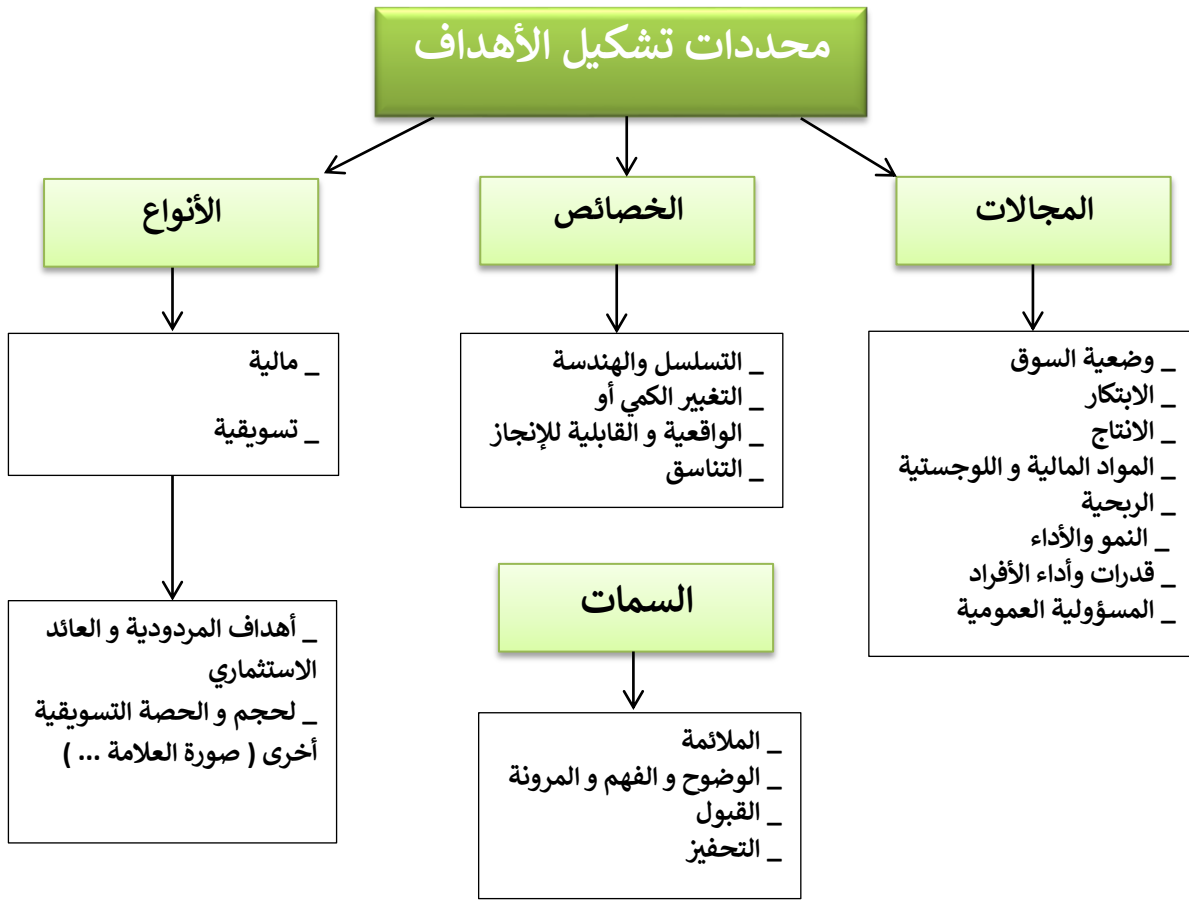 محددات تشكيل الأهداف
المجالات
الخصائص
الأنواع
_ وضعية السوق
_ الابتكار
_ الانتاج
_ المواد المالية و اللوجستية
_ الربحية
_ النمو والأداء
_ قدرات وأداء الأفراد
_ المسؤولية العمومية
_ التسلسل والهندسة
_ التغبير الكمي أو
_ الواقعية و القابلية للإنجاز
_ التناسق
_ مالية
_ تسويقية
السمات
_ الملائمة
_ الوضوح و الفهم و المرونة
_ القبول
_ التحفيز
_ أهداف المردودية و العائد
الاستثماري
_ لحجم و الحصة التسويقية
أخرى ( صورة العلامة ... )